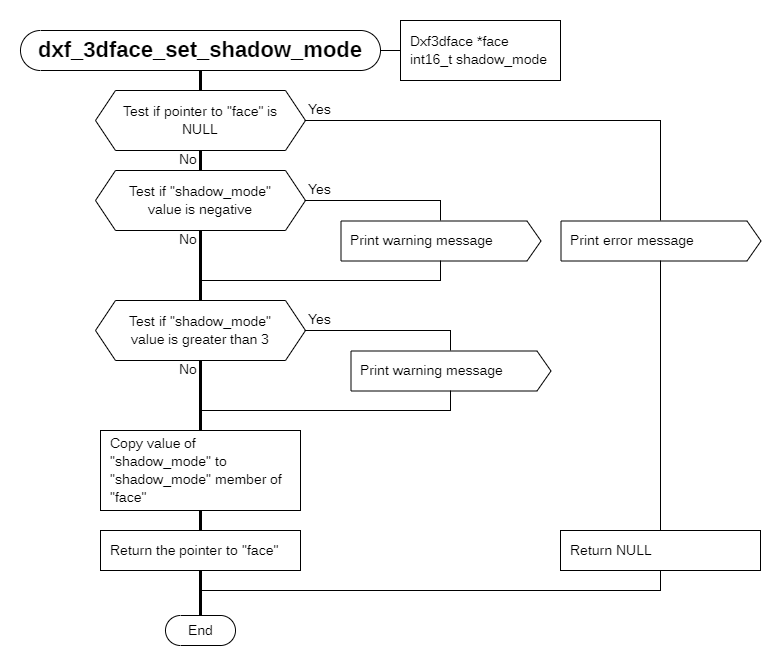 dxf_3dface_set_shadow_mode
Dxf3dface *face
int16_t shadow_mode
Test if pointer to "face" is
NULL
Yes
No
Test if "shadow_mode"
value is negative
Yes
No
Print warning message
Print error message
Test if "shadow_mode"
value is greater than 3
Yes
No
Print warning message
Copy value of
"shadow_mode" to
"shadow_mode" member of
"face"
Return the pointer to "face"
Return NULL
End